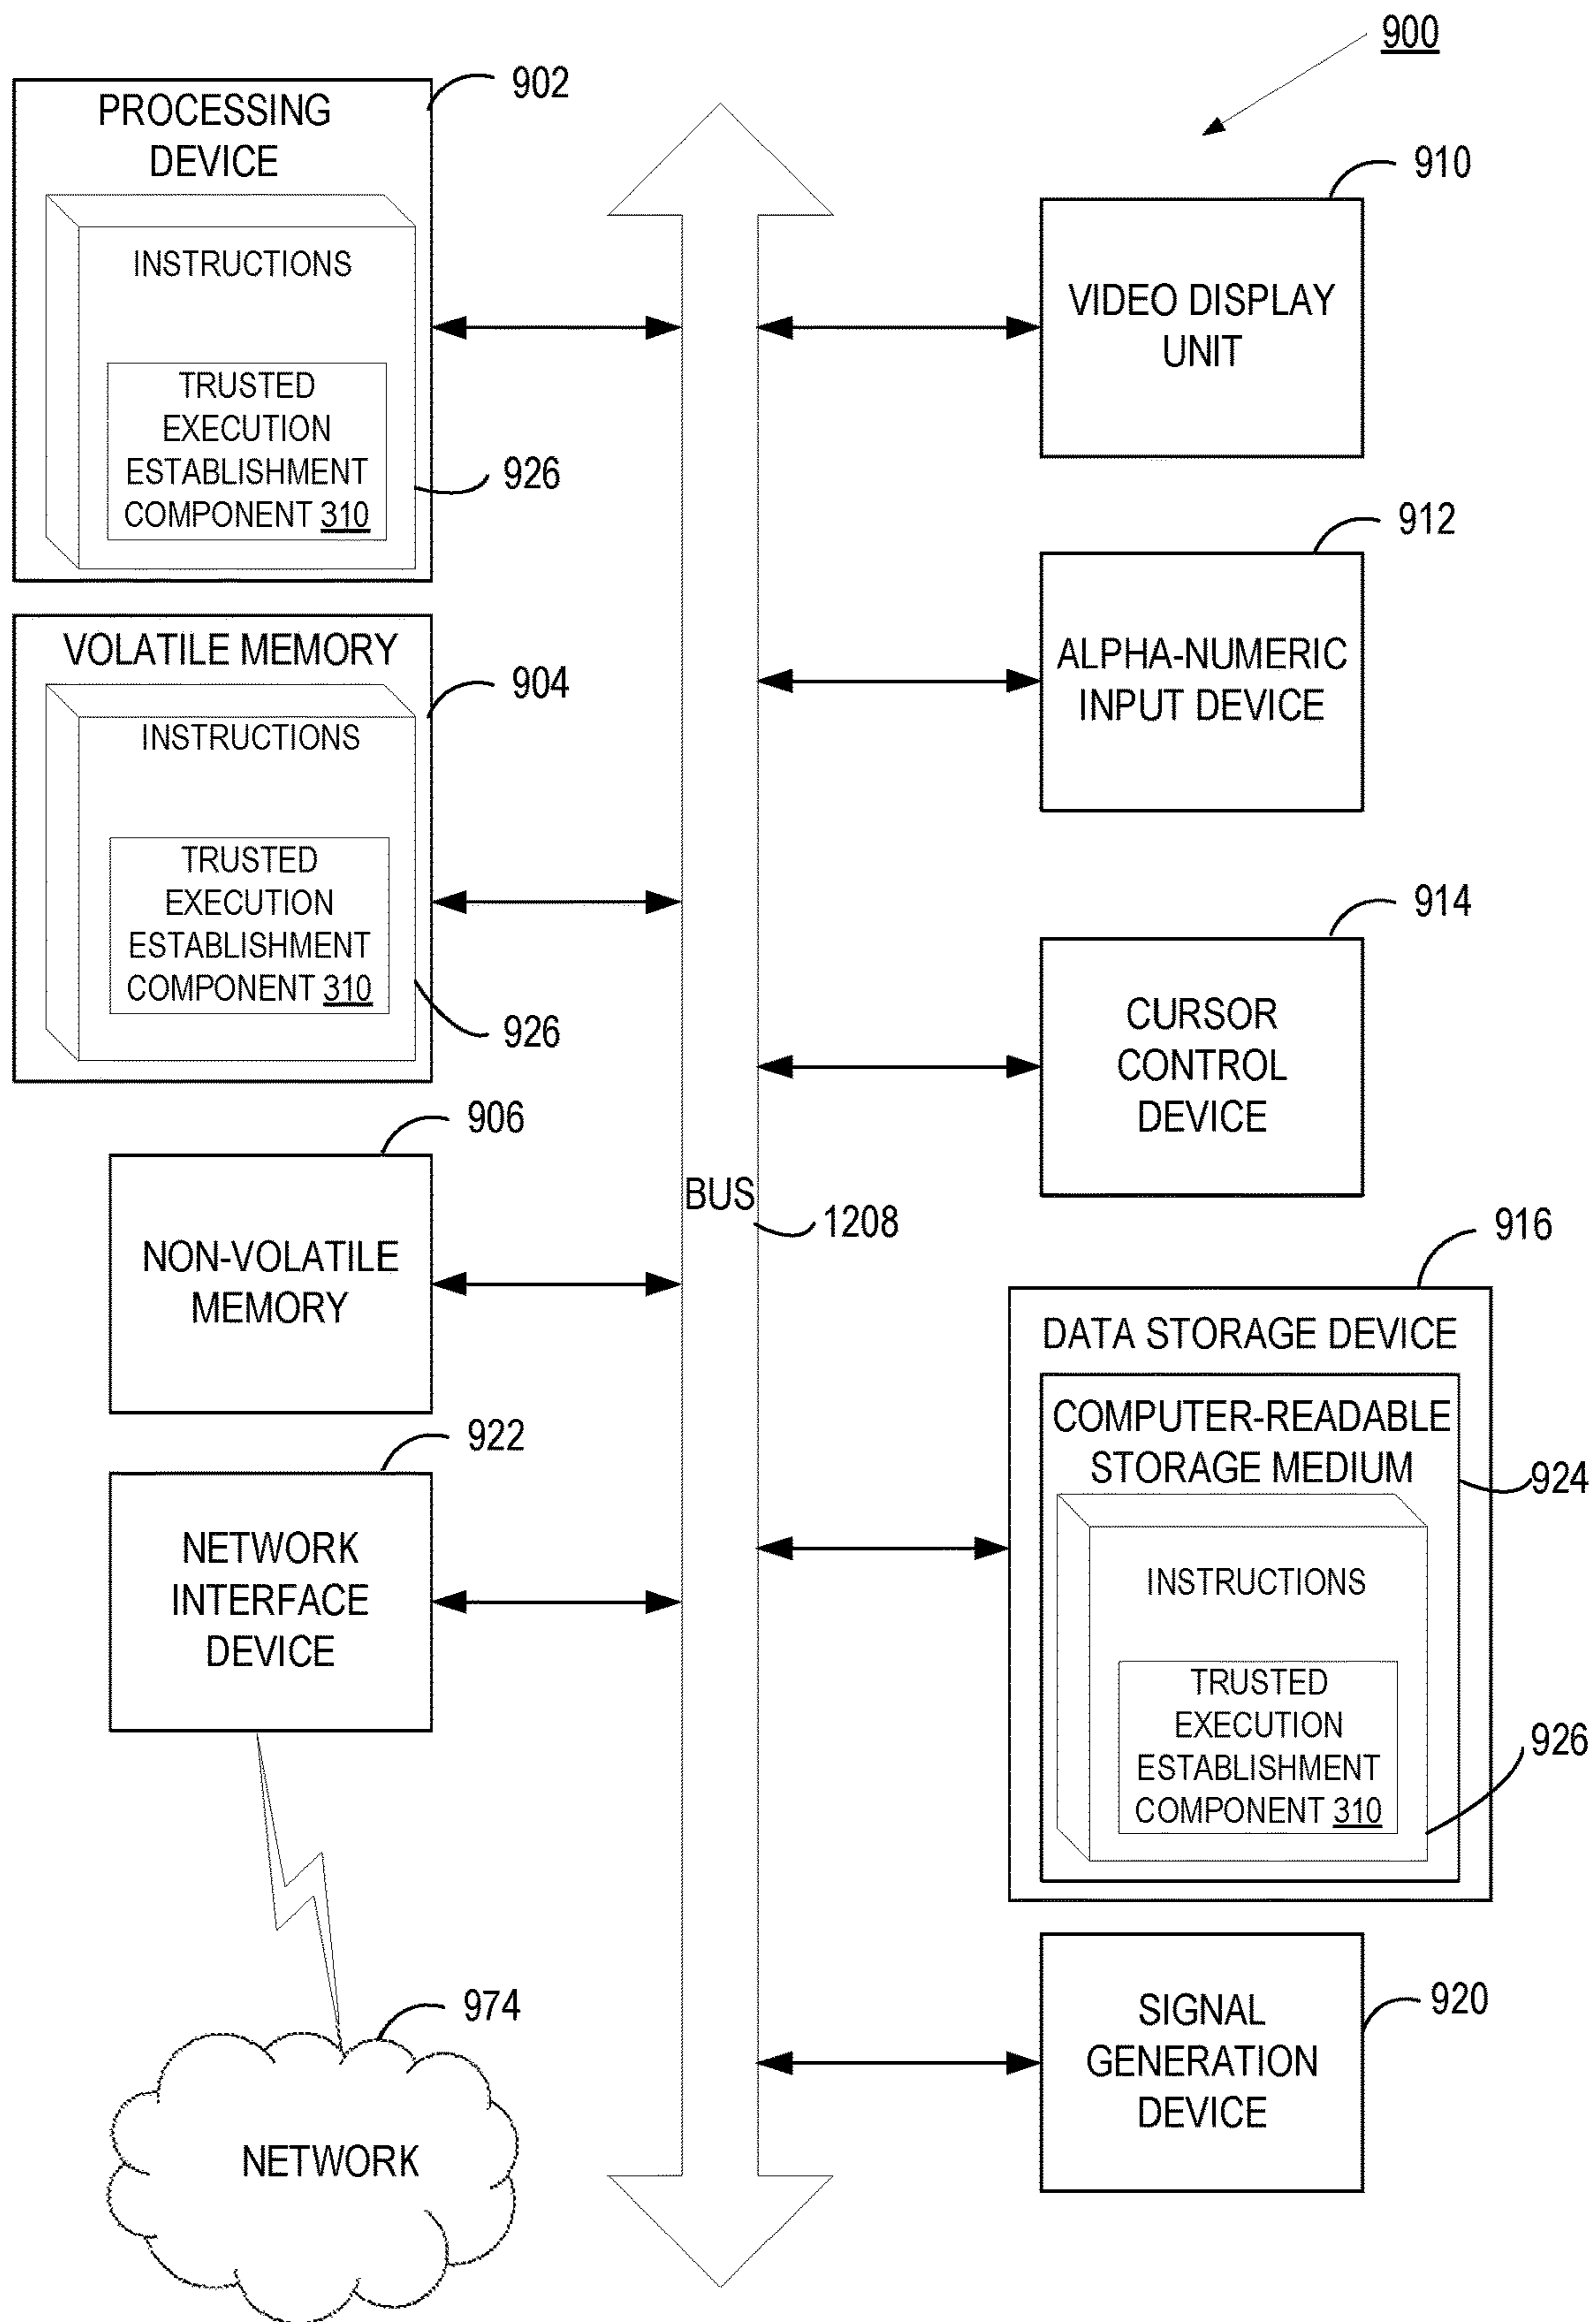 900
902
PROCESSING
DEVICE
INSTRUCTIONS
TRUSTED
EXECUTION
ESTABLISHMENT
COMPONENT 310
926
VOLATILE MEMORY
904
INSTRUCTIONS
TRUSTED
EXECUTION
ESTABLISHMENT
COMPONENT 310
926
906
NON-VOLATILE
MEMORY
922
NETWORK
INTERFACE
DEVICE
974
NETWORK
BUS
1208
910
VIDEO DISPLAY
UNIT
912
ALPHA-NUMERIC
INPUT DEVICE
914
CURSOR
CONTROL
DEVICE
916
DATA STORAGE DEVICE
COMPUTER-READABLE
STORAGE MEDIUM
924
INSTRUCTIONS
TRUSTED
EXECUTION
ESTABLISHMENT
COMPONENT 310
926
SIGNAL
GENERATION
DEVICE
920